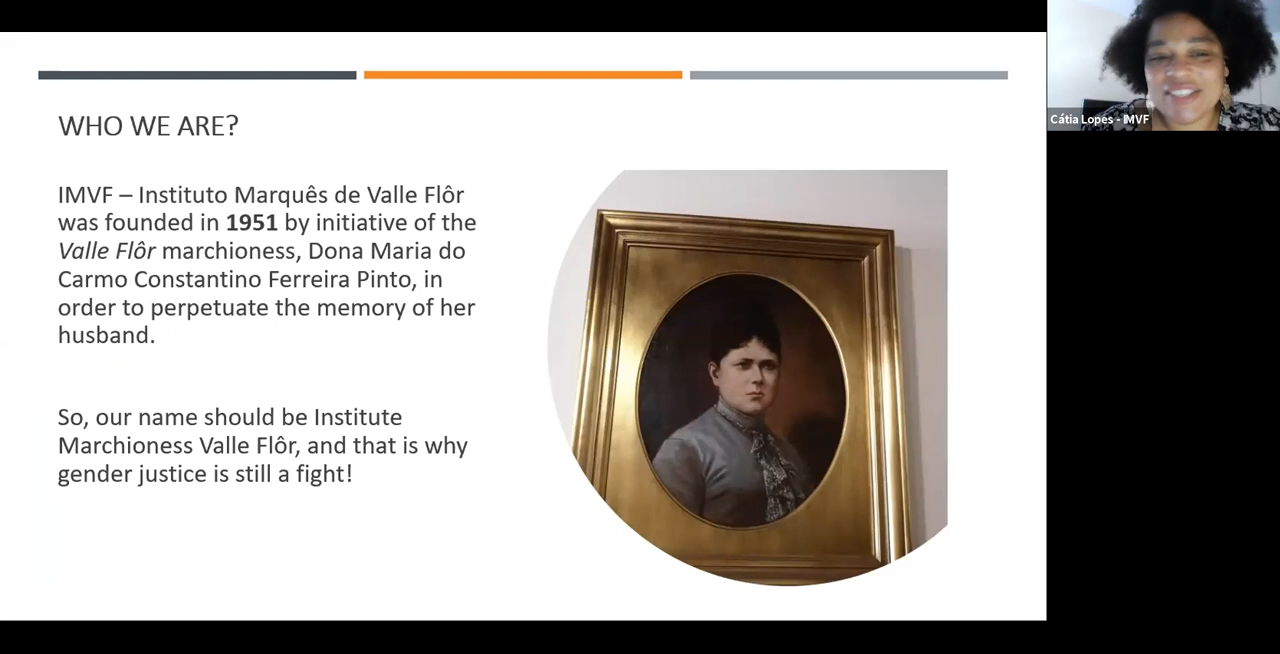 WHO WE ARE?
IMVF – Instituto Marquês de Valle Flôr
was founded in 1951 by initiative of the
Valle Flôr marchioness, Dona Maria do
Carmo Constantino Ferreira Pinto, in
order to perpetuate the memory of her
husband.
So, our name should be Institute
Marchioness Valle Flôr, and that is why
gender justice is still a fight!
Cátia Lopes - IMVF